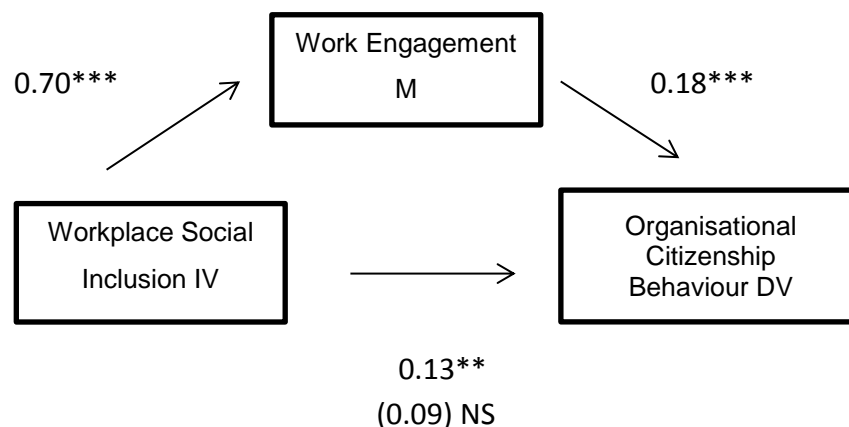 Work Engagement
M
0.70***
0.18***
Workplace Social
Inclusion IV
Organisational
Citizenship
Behaviour DV
0.13**
(0.09) NS